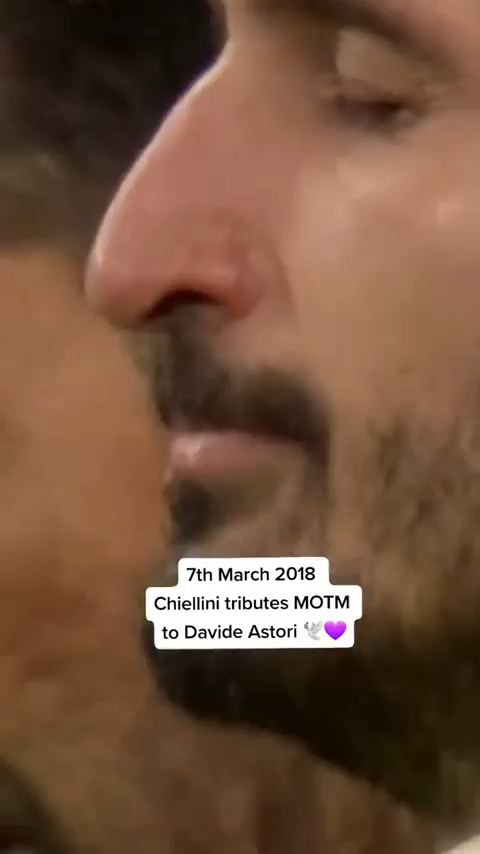 7th March 2018
Chiellini tributes MOTM
to Davide Astori 🕊️💜